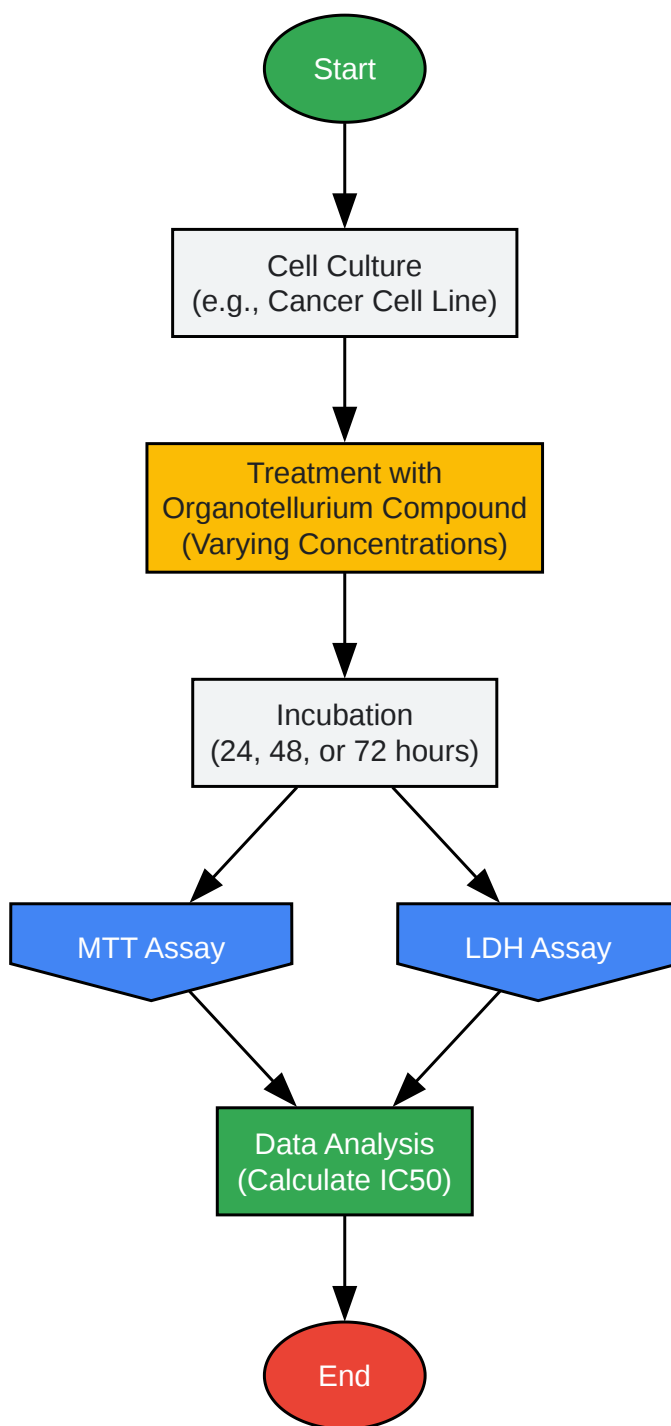 Start
Cell Culture
(e.g., Cancer Cell Line)
Treatment with
Organotellurium Compound
(Varying Concentrations)
Incubation
(24, 48, or 72 hours)
MTT Assay
LDH Assay
Data Analysis
(Calculate IC50)
End